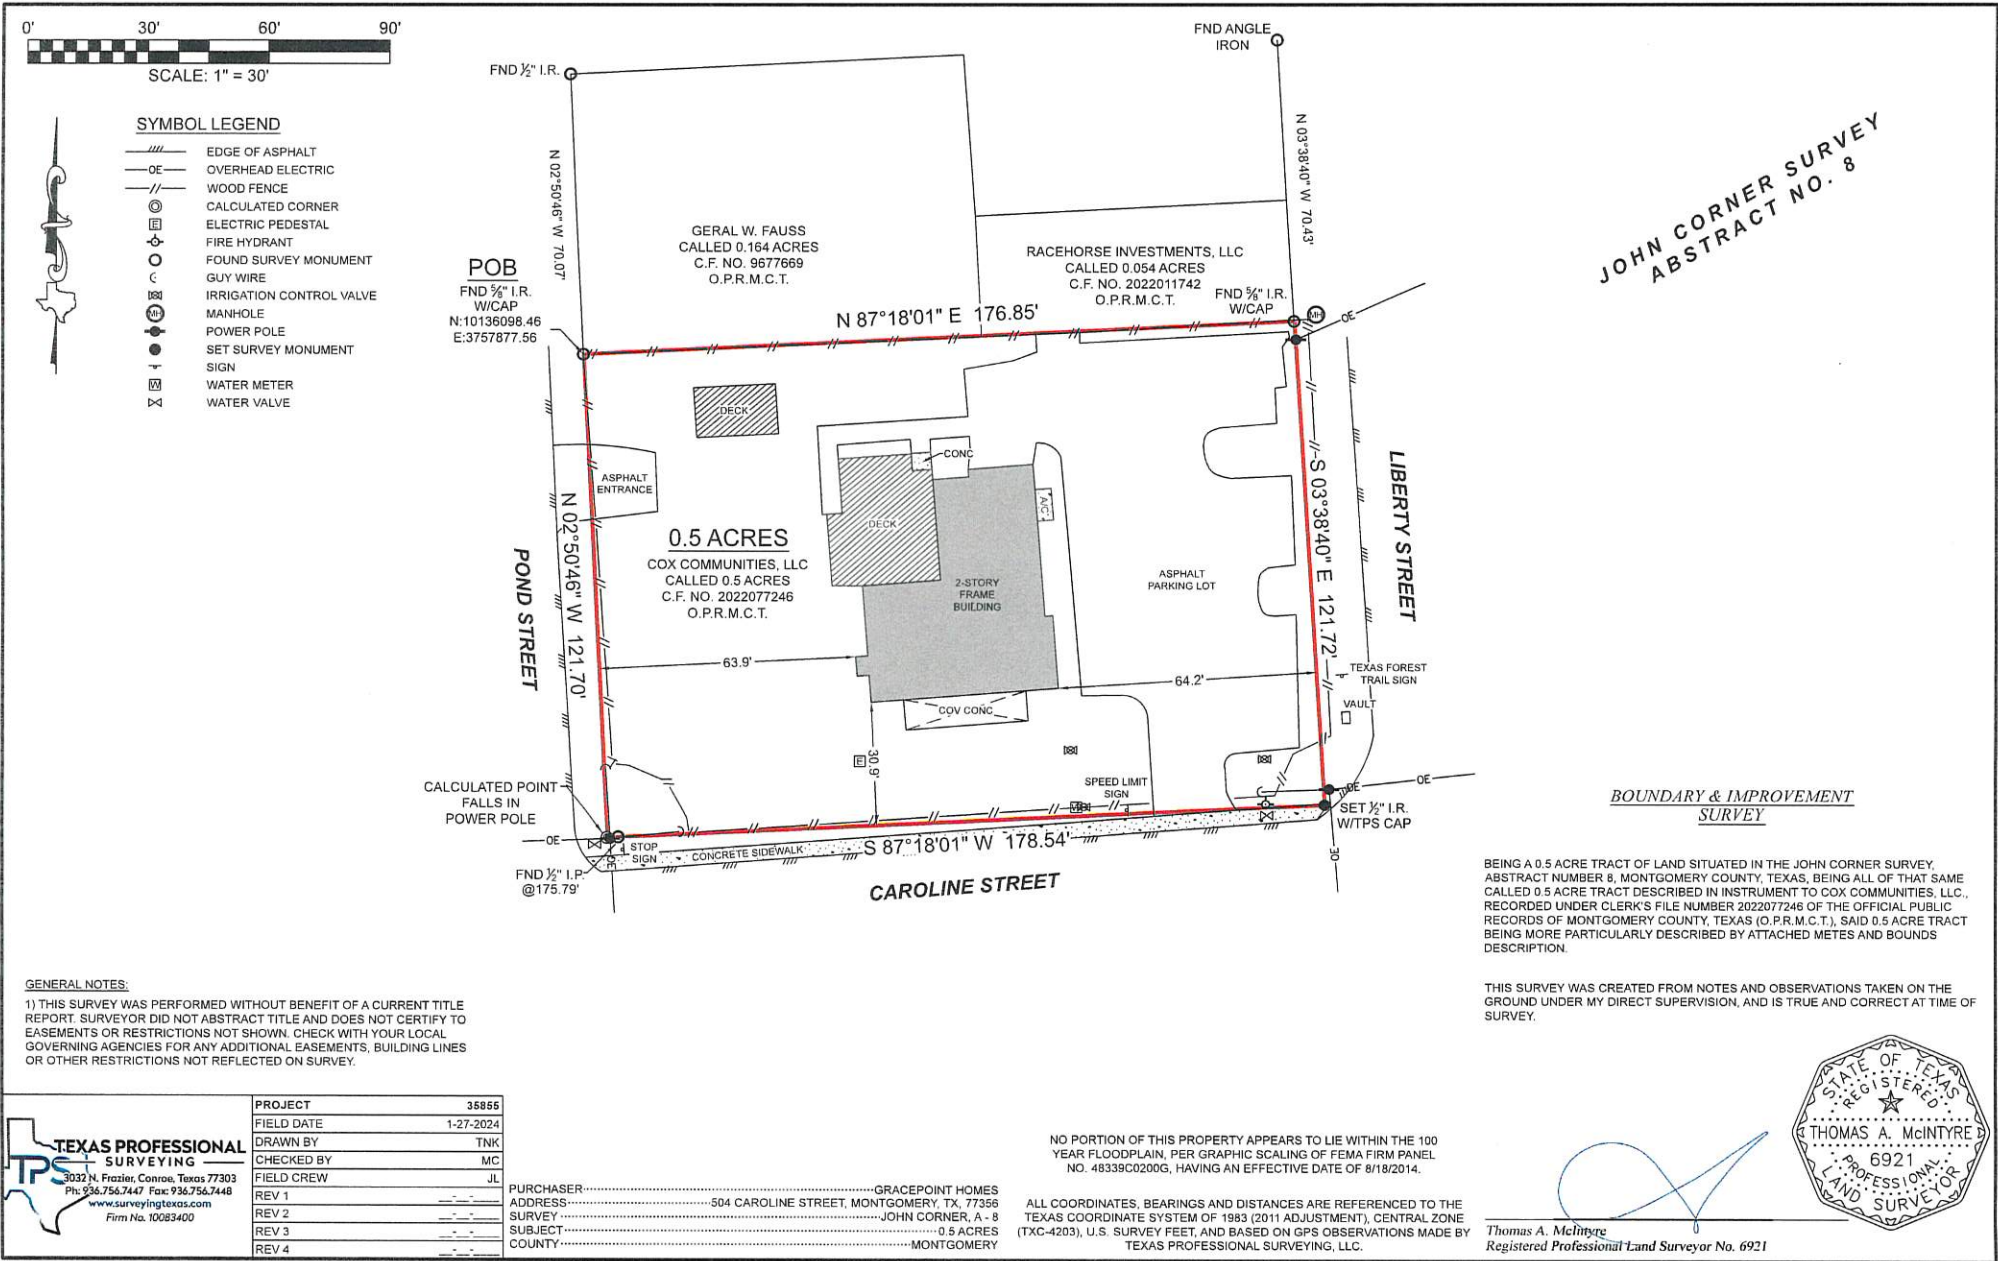 0' 30' 60' 90'
SCALE: 1" = 30'
SYMBOL LEGEND
EDGE OF ASPHALT
OE OVERHEAD ELECTRIC
WOOD FENCE
CALCULATED CORNER
E ELECTRIC PEDESTAL
FIRE HYDRANT
FOUND SURVEY MONUMENT
GUY WIRE
IRRIGATION CONTROL VALVE
MH MANHOLE
POWER POLE
SET SURVEY MONUMENT
SIGN
W WATER METER
WATER VALVE
FND ½" I.R.
FND ANGLE
IRON
N 02°50'46" W 70.07'
N 03°38'40" W 70.43'
GERAL W. FAUSS
CALLED 0.164 ACRES
C.F. NO. 9677669
O.P.R.M.C.T.
RACEHORSE INVESTMENTS, LLC
CALLED 0.054 ACRES
C.F. NO. 2022011742
O.P.R.M.C.T.
JOHN CORNER SURVEY
ABSTRACT NO. 8
POB
FND ⅝" I.R.
W/CAP
N:10136098.46
E:3757877.56
FND ⅝" I.R.
W/CAP
MH
OE
N 87°18'01" E 176.85'
DECK
CONC
ASPHALT
ENTRANCE
A/C
DECK
0.5 ACRES
COX COMMUNITIES, LLC
CALLED 0.5 ACRES
C.F. NO. 2022077246
O.P.R.M.C.T.
2-STORY
FRAME
BUILDING
ASPHALT
PARKING LOT
POND STREET
N 02°50'46" W 121.70'
S 03°38'40" E 121.72'
LIBERTY STREET
63.9'
64.2'
TEXAS FOREST
TRAIL SIGN
VAULT
COV CONC
30.9'
E
SPEED LIMIT
SIGN
W
OE
OE
CALCULATED POINT
FALLS IN
POWER POLE
SET ½" I.R.
W/TPS CAP
OE
OE
STOP
SIGN
CONCRETE SIDEWALK
S 87°18'01" W 178.54'
OE
FND ½" I.P.
@175.79'
CAROLINE STREET
BOUNDARY & IMPROVEMENT
SURVEY
BEING A 0.5 ACRE TRACT OF LAND SITUATED IN THE JOHN CORNER SURVEY,
ABSTRACT NUMBER 8, MONTGOMERY COUNTY, TEXAS, BEING ALL OF THAT SAME
CALLED 0.5 ACRE TRACT DESCRIBED IN INSTRUMENT TO COX COMMUNITIES, LLC.,
RECORDED UNDER CLERK'S FILE NUMBER 2022077246 OF THE OFFICIAL PUBLIC
RECORDS OF MONTGOMERY COUNTY, TEXAS (O.P.R.M.C.T.), SAID 0.5 ACRE TRACT
BEING MORE PARTICULARLY DESCRIBED BY ATTACHED METES AND BOUNDS
DESCRIPTION.
THIS SURVEY WAS CREATED FROM NOTES AND OBSERVATIONS TAKEN ON THE
GROUND UNDER MY DIRECT SUPERVISION, AND IS TRUE AND CORRECT AT TIME OF
SURVEY.
GENERAL NOTES:
1) THIS SURVEY WAS PERFORMED WITHOUT BENEFIT OF A CURRENT TITLE
REPORT. SURVEYOR DID NOT ABSTRACT TITLE AND DOES NOT CERTIFY TO
EASEMENTS OR RESTRICTIONS NOT SHOWN. CHECK WITH YOUR LOCAL
GOVERNING AGENCIES FOR ANY ADDITIONAL EASEMENTS, BUILDING LINES
OR OTHER RESTRICTIONS NOT REFLECTED ON SURVEY.
TEXAS PROFESSIONAL
SURVEYING
TPS
3032 N. Frazier, Conroe, Texas 77303
Ph: 936.756.7447 Fax: 936.756.7448
www.surveyingtexas.com
Firm No. 10083400
PROJECT 35855
FIELD DATE 1-27-2024
DRAWN BY TNK
CHECKED BY MC
FIELD CREW JL
REV 1 __-__-____
REV 2 __-__-____
REV 3 __-__-____
REV 4 __-__-____
PURCHASER GRACEPOINT HOMES
ADDRESS 504 CAROLINE STREET, MONTGOMERY, TX, 77356
SURVEY JOHN CORNER, A - 8
SUBJECT 0.5 ACRES
COUNTY MONTGOMERY
NO PORTION OF THIS PROPERTY APPEARS TO LIE WITHIN THE 100
YEAR FLOODPLAIN, PER GRAPHIC SCALING OF FEMA FIRM PANEL
NO. 48339C0200G, HAVING AN EFFECTIVE DATE OF 8/18/2014.
ALL COORDINATES, BEARINGS AND DISTANCES ARE REFERENCED TO THE
TEXAS COORDINATE SYSTEM OF 1983 (2011 ADJUSTMENT), CENTRAL ZONE
(TXC-4203), U.S. SURVEY FEET, AND BASED ON GPS OBSERVATIONS MADE BY
TEXAS PROFESSIONAL SURVEYING, LLC.
STATE OF TEXAS
REGISTERED
THOMAS A. McINTYRE
6921
PROFESSIONAL
LAND SURVEYOR
Thomas A. McIntyre
Registered Professional Land Surveyor No. 6921